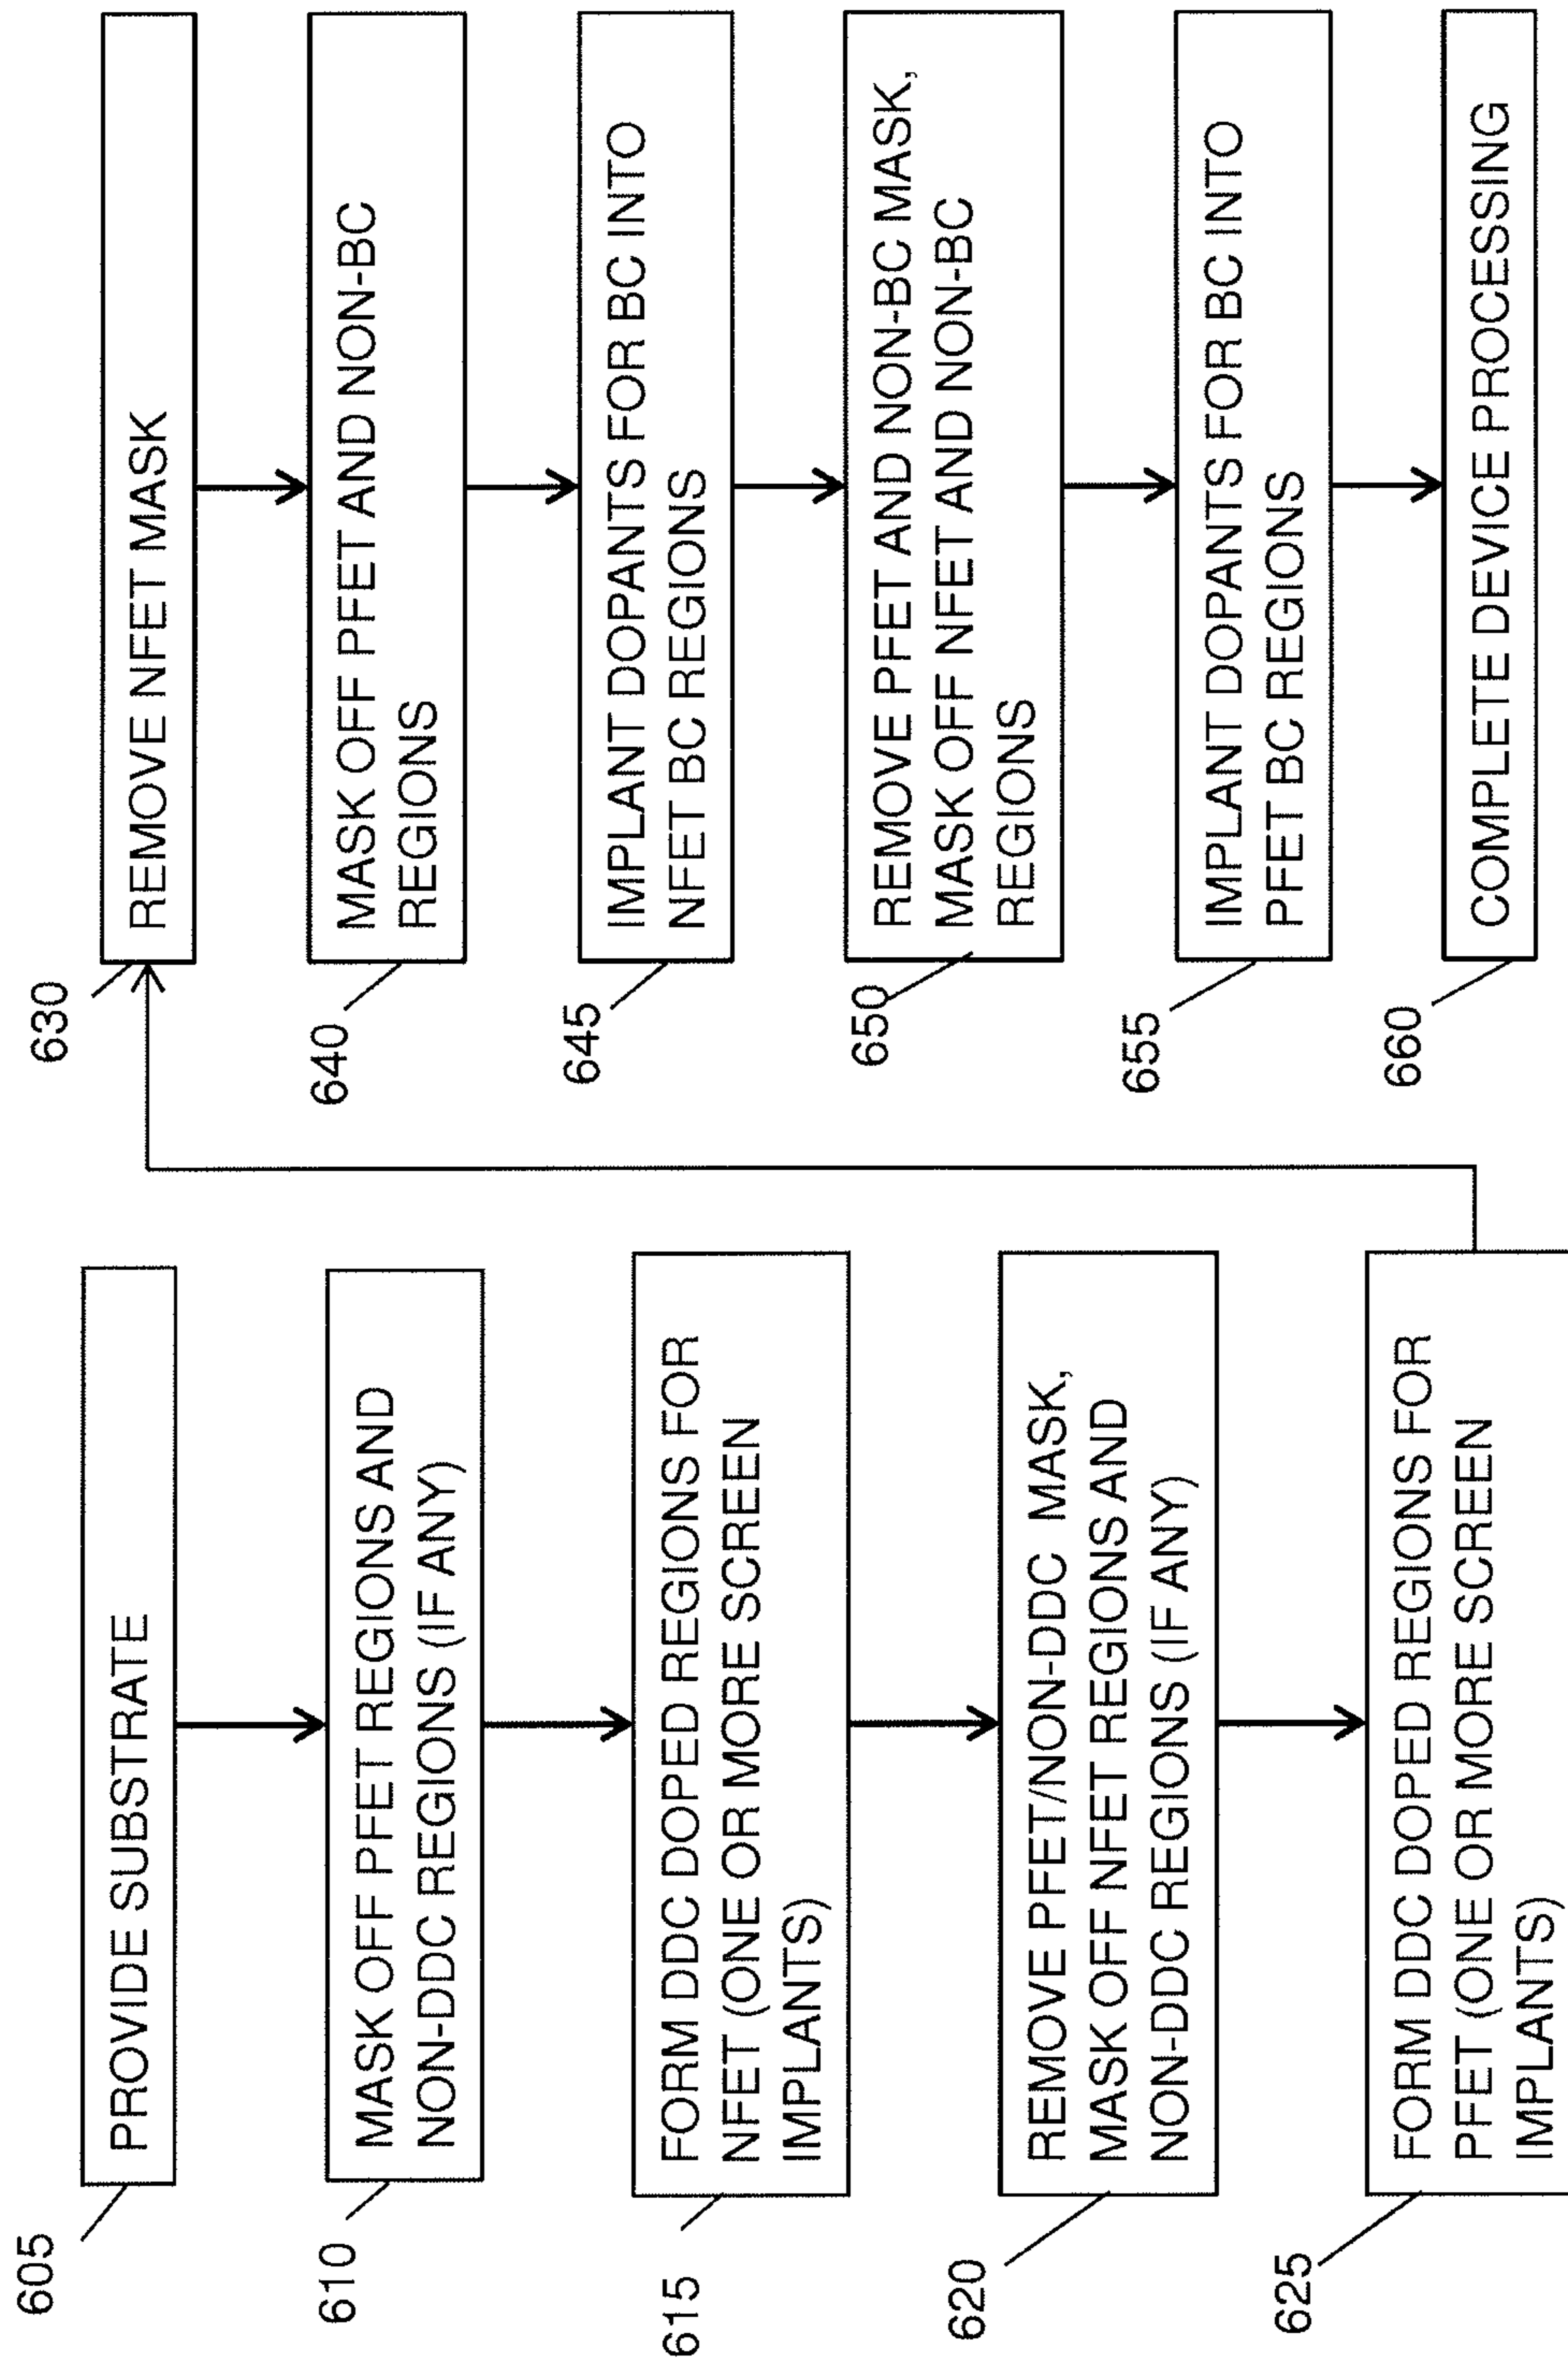 605
PROVIDE SUBSTRATE
610
MASK OFF PFET REGIONS AND
NON-DDC REGIONS (IF ANY)
615
FORM DDC DOPED REGIONS FOR
NFET (ONE OR MORE SCREEN
IMPLANTS)
620
REMOVE PFET/NON-DDC MASK,
MASK OFF NFET REGIONS AND
NON-DDC REGIONS (IF ANY)
625
FORM DDC DOPED REGIONS FOR
PFET (ONE OR MORE SCREEN
IMPLANTS)
630
REMOVE NFET MASK
640
MASK OFF PFET AND NON-BC
REGIONS
645
IMPLANT DOPANTS FOR BC INTO
NFET BC REGIONS
650
REMOVE PFET AND NON-BC MASK,
MASK OFF NFET AND NON-BC
REGIONS
655
IMPLANT DOPANTS FOR BC INTO
PFET BC REGIONS
660
COMPLETE DEVICE PROCESSING